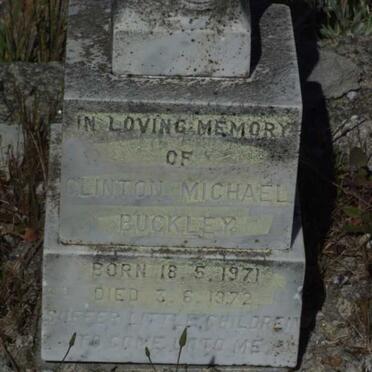 IN LOVING MEMORY
OF
CLINTON MICHAEL
BUCKLEY
BORN 18. 5. 1971
DIED 6. 1972
SUFFER LITTLE CHILDREN
TO COME UNTO ME